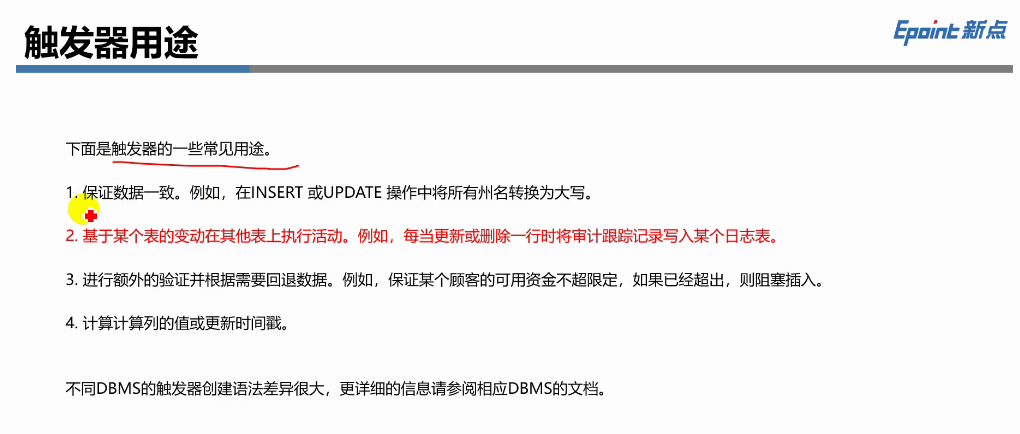 触发器用途
Epoint 新点
下面是触发器的一些常见用途。
1. 保证数据一致。例如，在INSERT 或UPDATE 操作中将所有州名转换为大写。
2. 基于某个表的变动在其他表上执行活动。例如，每当更新或删除一行时将审计跟踪记录写入某个日志表。
3. 进行额外的验证并根据需要回退数据。例如，保证某个顾客的可用资金不超限定，如果已经超出，则阻塞插入。
4. 计算计算列的值或更新时间戳。
不同DBMS的触发器创建语法差异很大，更详细的信息请参阅相应DBMS的文档。